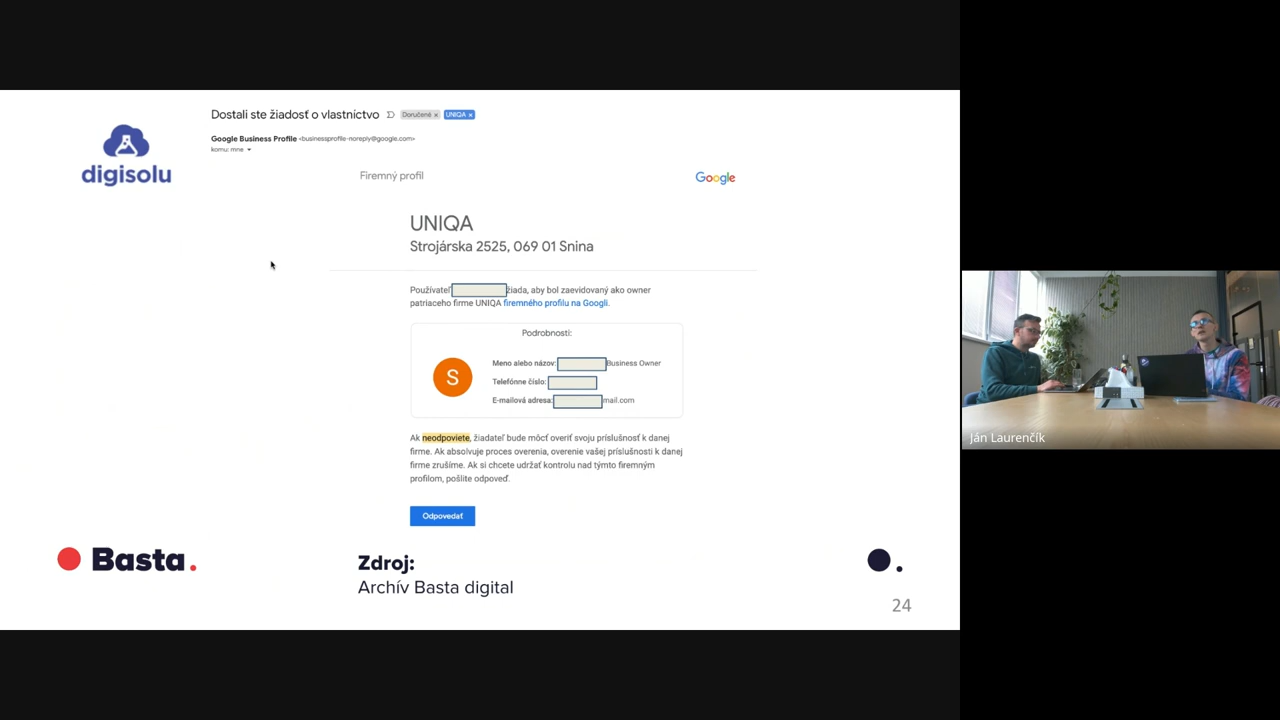 digisolu
Dostali ste žiadosť o vlastníctvo Doručené × UNIQA ×
Google Business Profile <businessprofile-noreply@google.com>
komu: mne
Firemný profil
Google
UNIQA
Strojárska 2525, 069 01 Snina
Používateľ žiada, aby bol zaevidovaný ako owner
patriaceho firme UNIQA firemného profilu na Googli.
Podrobnosti:
S
Meno alebo názov: Business Owner
Telefónne číslo:
E-mailová adresa: mail.com
Ak neodpoviete, žiadateľ bude môcť overiť svoju príslušnosť k danej
firme. Ak absolvuje proces overenia, overenie vašej príslušnosti k danej
firme zrušíme. Ak si chcete udržať kontrolu nad týmto firemným
profilom, pošlite odpoveď.
Odpovedať
Basta.
Zdroj:
Archív Basta digital
24
Ján Laurenčík